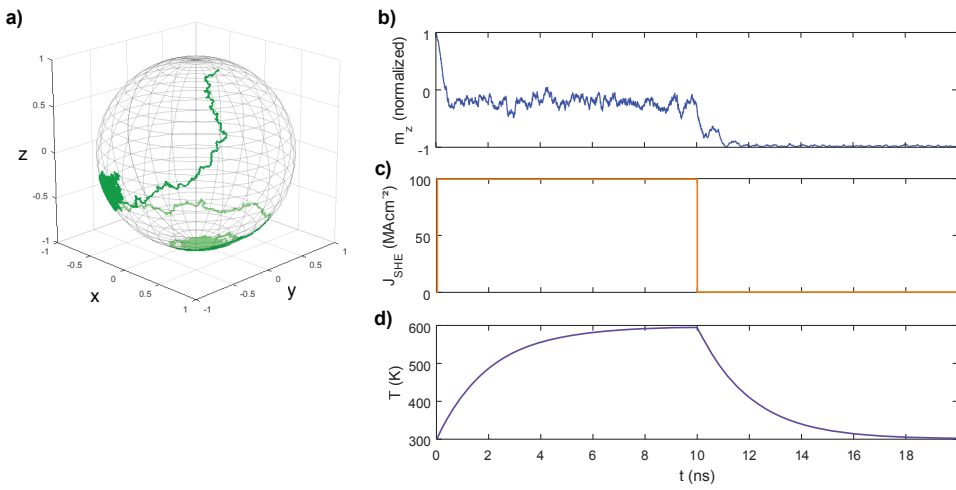 a)
1
0.5
0
-0.5
-1
z
-1
-0.5
0
0.5
1
x
-1
-0.5
0
0.5
1
y
b)
1
0
-1
m_z (normalized)
c)
100
50
0
J_SHE (MAcm⁻²)
d)
600
500
400
300
T (K)
0 2 4 6 8 10 12 14 16 18
t (ns)